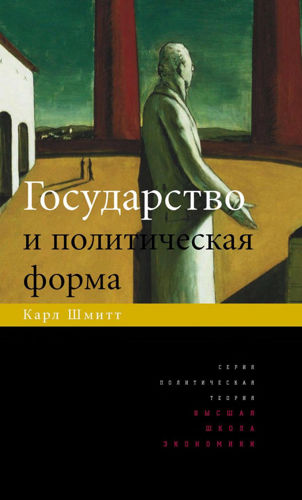 Государство
и политическая
форма
Карл Шмитт
СЕРИЯ
ПОЛИТИЧЕСКАЯ
ТЕОРИЯ
ВЫСШАЯ
ШКОЛА
ЭКОНОМИКИ